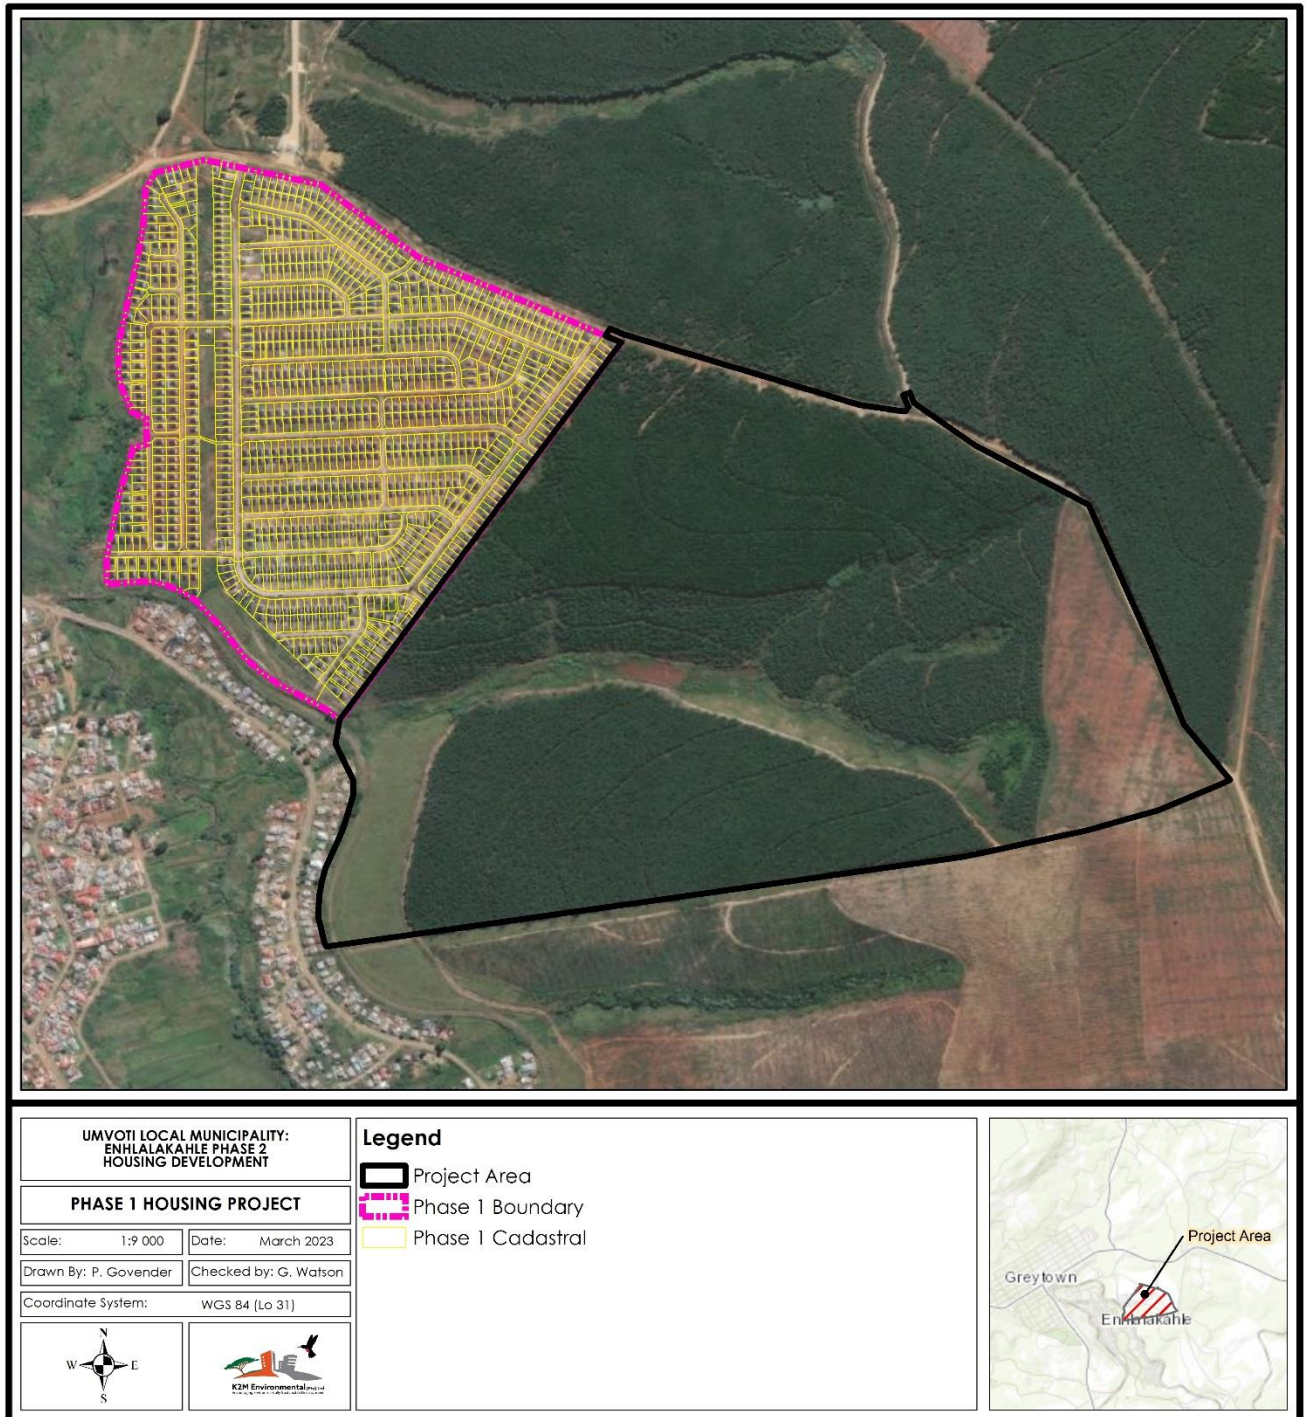 UMVOTI LOCAL MUNICIPALITY:
ENHLALAKAHLE PHASE 2
HOUSING DEVELOPMENT
PHASE 1 HOUSING PROJECT
Scale: 1:9 000
Date: March 2023
Drawn By: P. Govender
Checked by: G. Watson
Coordinate System: WGS 84 (Lo 31)
N
W E
S
K2M Environmental
Legend
Project Area
Phase 1 Boundary
Phase 1 Cadastral
Project Area
Greytown
Enhlalakahle